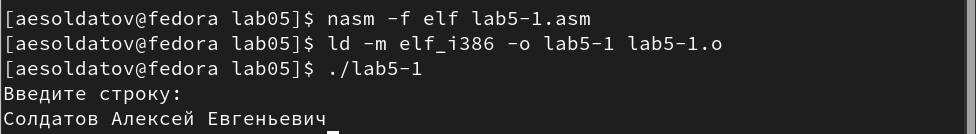 [aesoldatov@fedora lab05]$ nasm -f elf lab5-1.asm
[aesoldatov@fedora lab05]$ ld -m elf_i386 -o lab5-1 lab5-1.o
[aesoldatov@fedora lab05]$ ./lab5-1
Введите строку:
Солдатов Алексей Евгеньевич